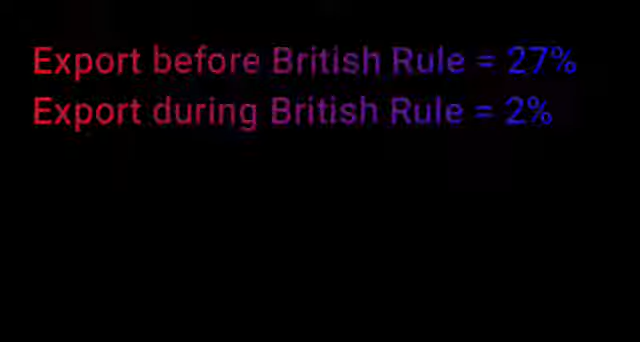 Export before British Rule = 27%
Export during British Rule = 2%